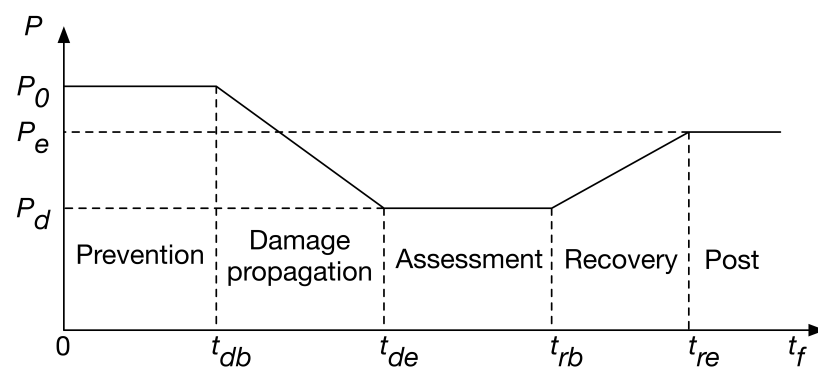 P
P0
Pe
Pd
Prevention
Damage
propagation
Assessment
Recovery
Post
0
tdb
tde
trb
tre
tf